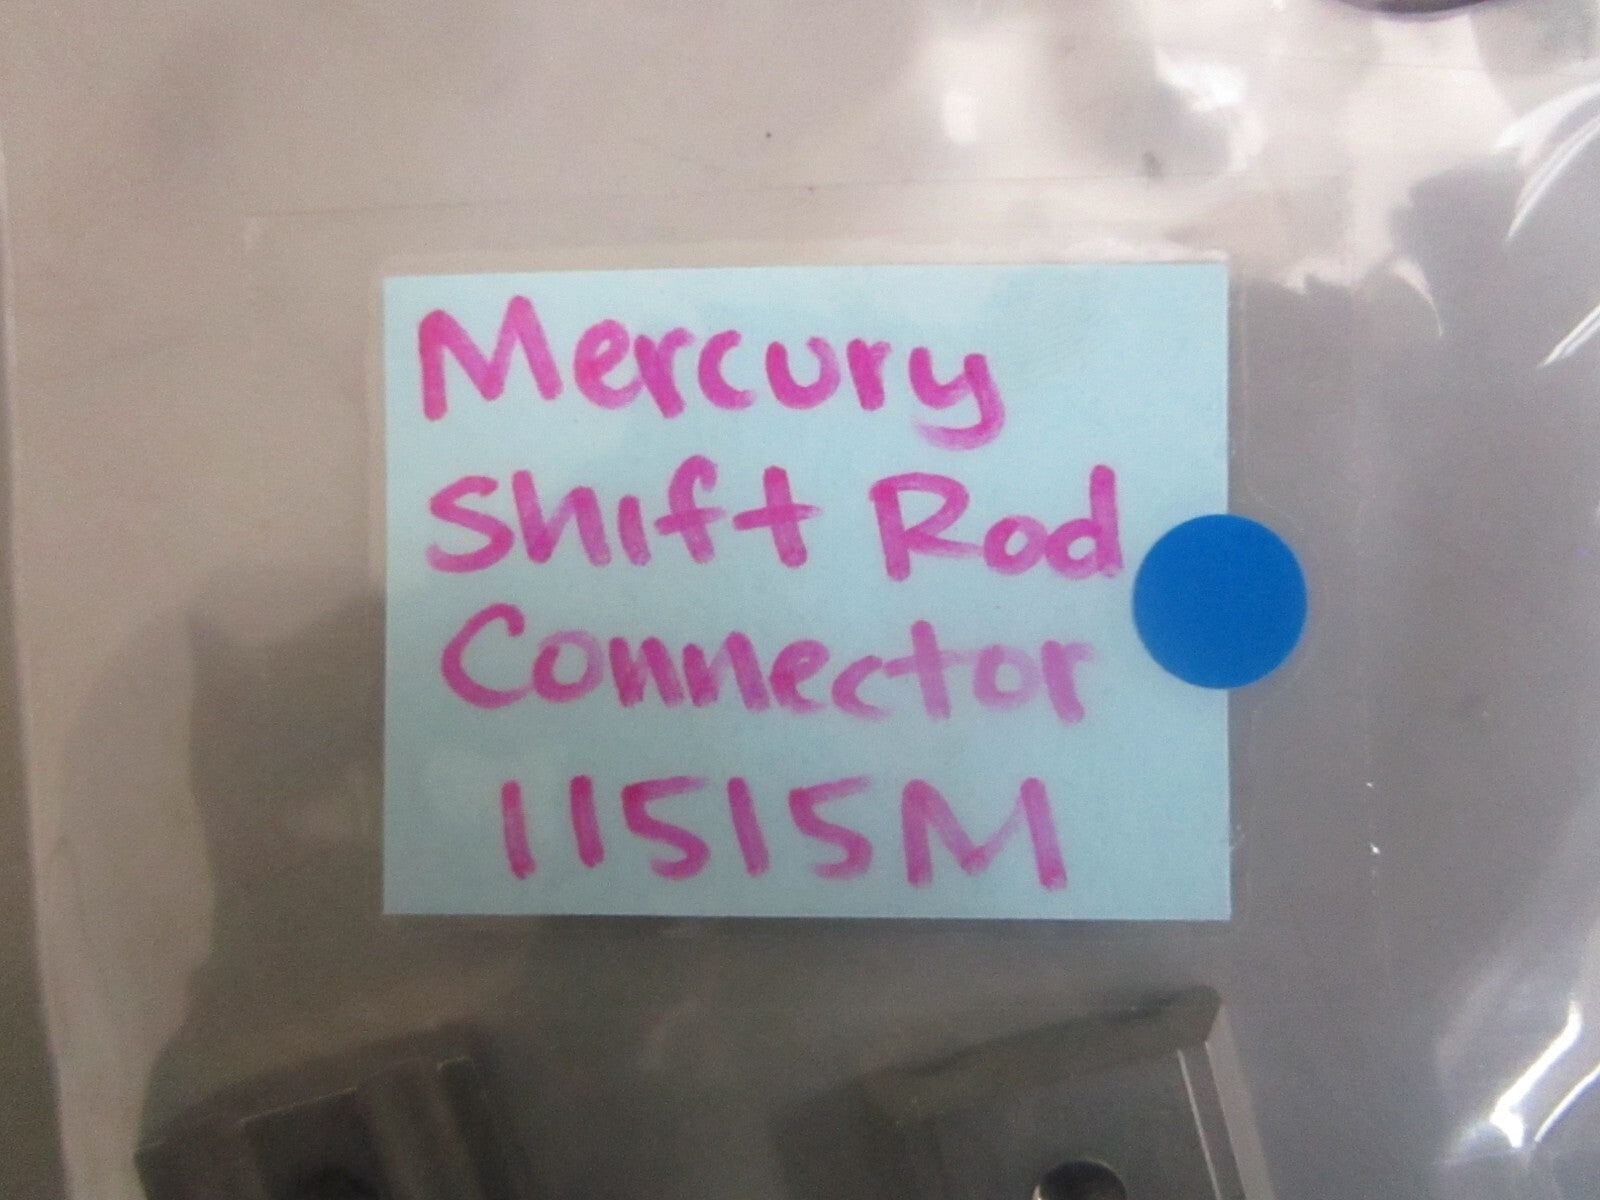 Mercury
Shift Rod
Connector
11515M